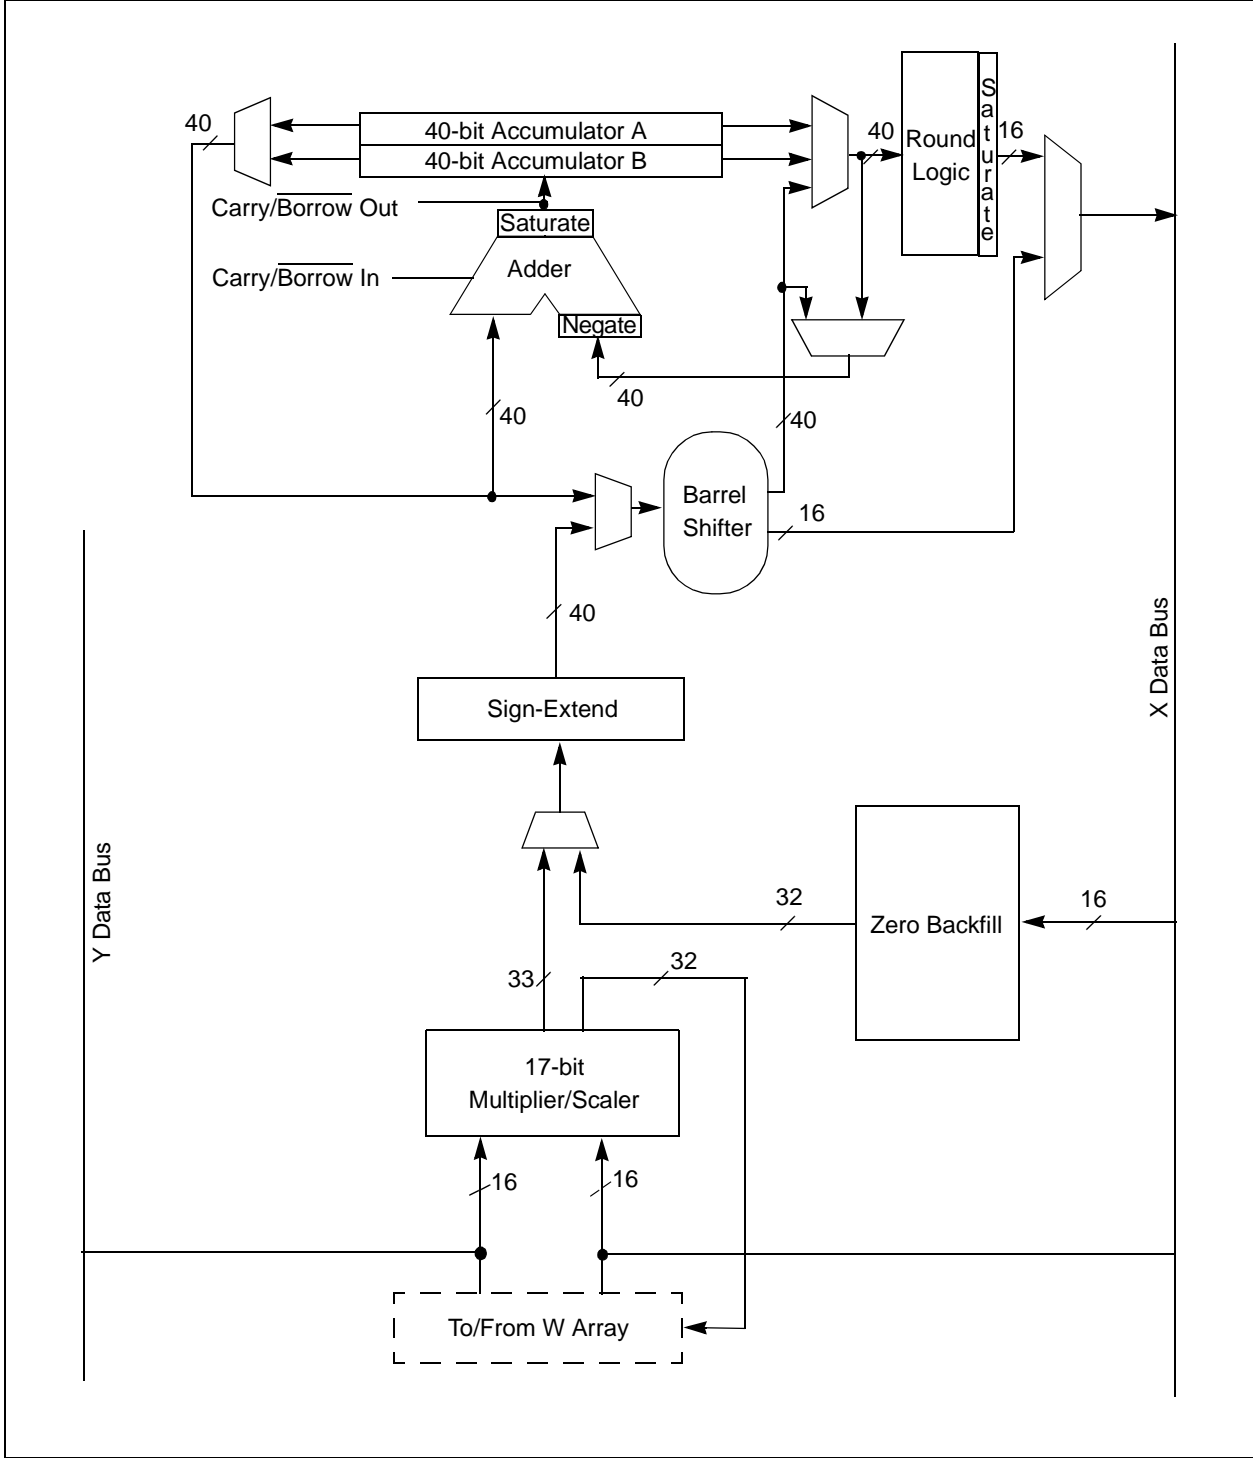 40
40-bit Accumulator A
40-bit Accumulator B
Carry/Borrow Out
Saturate
Carry/Borrow In
Adder
Negate
40
Round
Logic
Saturate
16
40
40
40
Barrel
Shifter
16
40
Sign-Extend
X Data Bus
Y Data Bus
32
Zero Backfill
16
33
32
17-bit
Multiplier/Scaler
16
16
To/From W Array